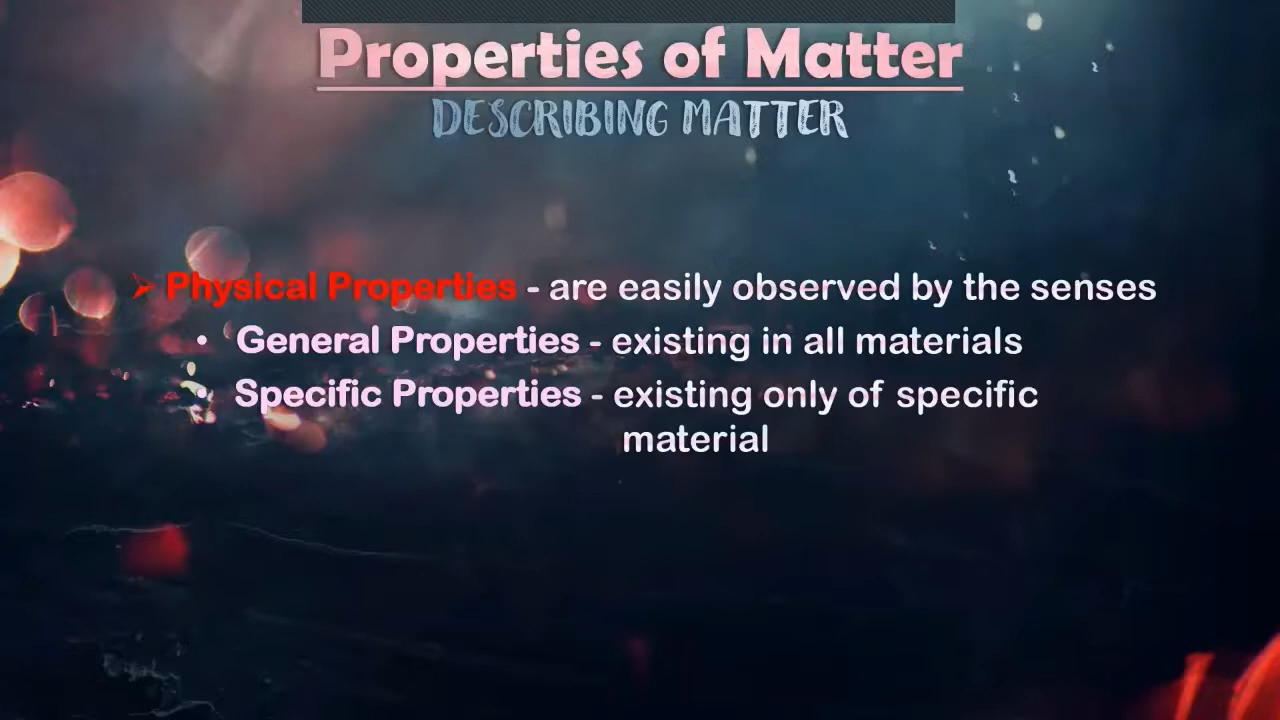 Properties of Matter
DESCRIBING MATTER
➢ Physical Properties - are easily observed by the senses
• General Properties - existing in all materials
• Specific Properties - existing only of specific
material